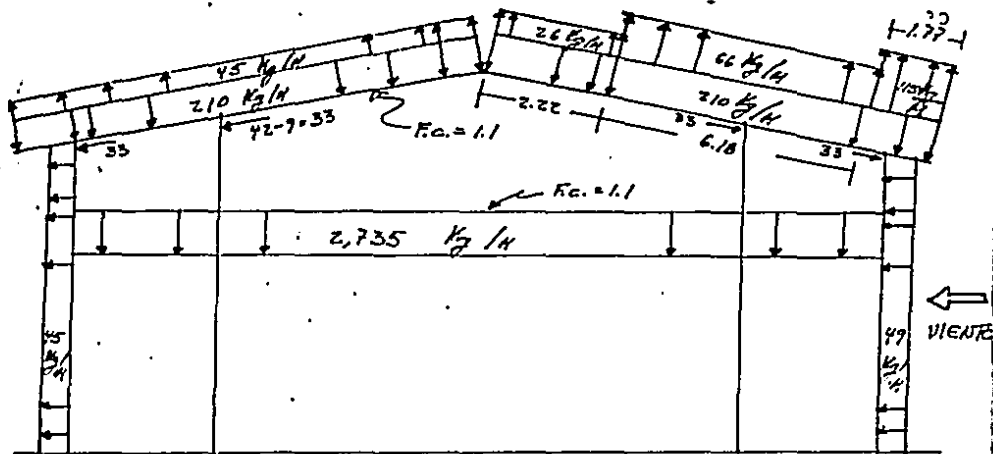 45 Kg/M
210 Kg/M
33
42-9=33
F.a.=1.1
26 Kg/M
66 Kg/M
210 Kg/M
2.22
33
6.18
33
1.77
F.a.=1.1
2,735 Kg/M
45 Kg/M
49 Kg/M
VIENTO